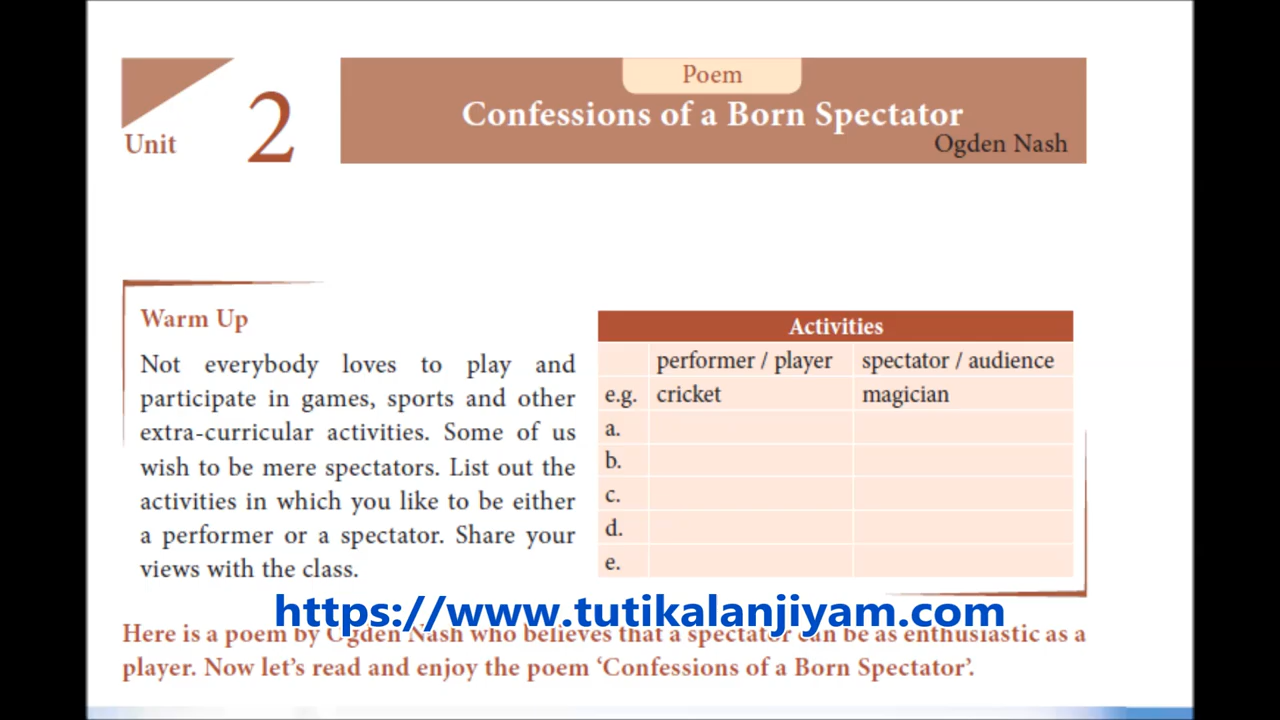 Poem
Confessions of a Born Spectator
Unit 2
Ogden Nash
Warm Up
Not everybody loves to play and
participate in games, sports and other
extra-curricular activities. Some of us
wish to be mere spectators. List out the
activities in which you like to be either
a performer or a spectator. Share your
views with the class.
Activities
performer / player spectator / audience
e.g. cricket magician
a.
b.
c.
d.
e.
https://www.tutikalanjiyam.com
Here is a poem by Ogden Nash who believes that a spectator can be as enthusiastic as a
player. Now let's read and enjoy the poem ‘Confessions of a Born Spectator’.